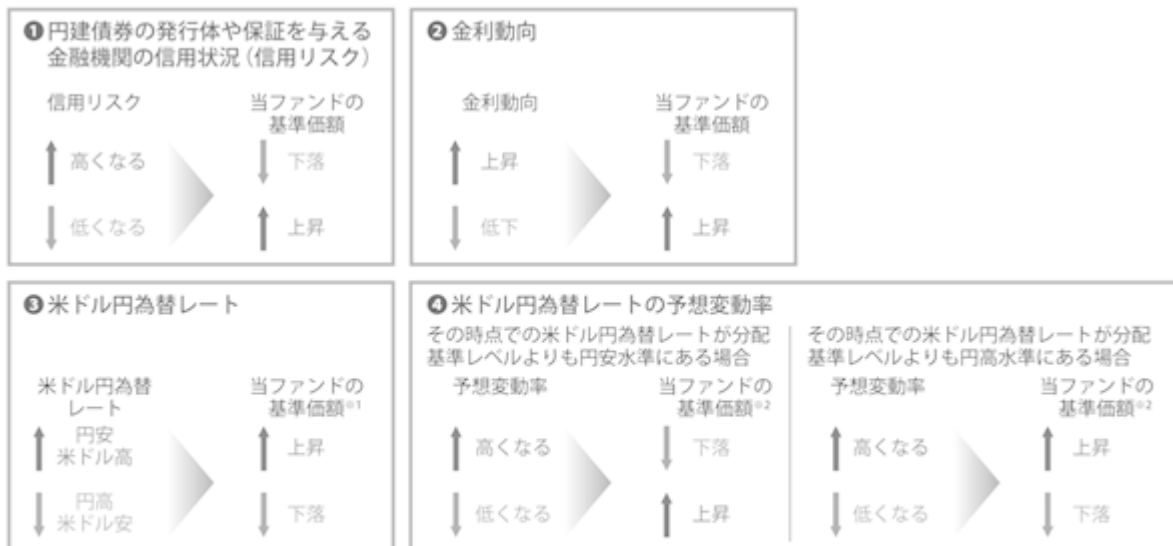 ❶円建債券の発行体や保証を与える
金融機関の信用状況（信用リスク）
信用リスク
当ファンドの
基準価額
高くなる
下落
低くなる
上昇
❷金利動向
金利動向
当ファンドの
基準価額
上昇
下落
低下
上昇
❸米ドル円為替レート
米ドル円為替
レート
当ファンドの
基準価額※1
円安
米ドル高
上昇
円高
米ドル安
下落
❹米ドル円為替レートの予想変動率
その時点での米ドル円為替レートが分配
基準レベルよりも円安水準にある場合
予想変動率
当ファンドの
基準価額※2
高くなる
下落
低くなる
上昇
その時点での米ドル円為替レートが分配
基準レベルよりも円高水準にある場合
予想変動率
当ファンドの
基準価額※2
高くなる
上昇
低くなる
下落